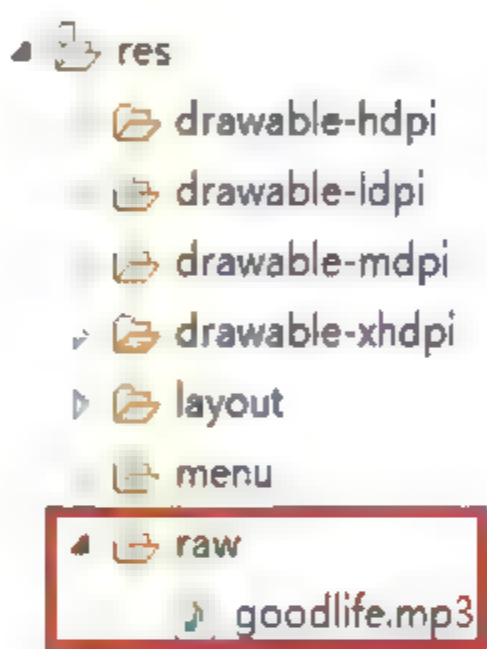 res
drawable-hdpi
drawable-ldpi
drawable-mdpi
drawable-xhdpi
layout
menu
raw
goodlife.mp3